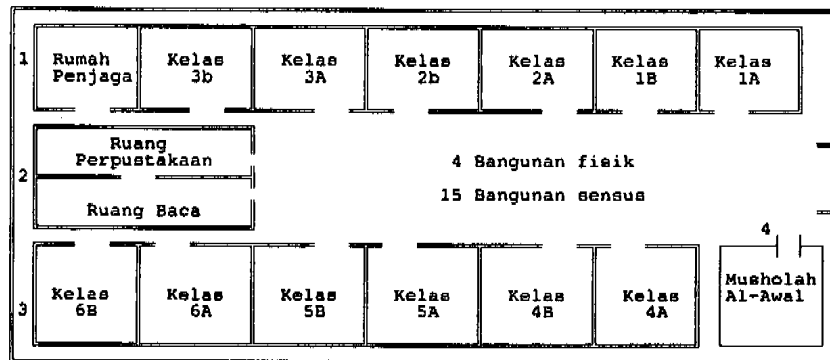 1
Rumah
Penjaga
Kelas
3b
Kelas
3A
Kelas
2b
Kelas
2A
Kelas
1B
Kelas
1A
2
Ruang
Perpustakaan
Ruang Baca
4 Bangunan fisik
15 Bangunan sensus
3
Kelas
6B
Kelas
6A
Kelas
5B
Kelas
5A
Kelas
4B
Kelas
4A
4
Musholah
Al-Awal